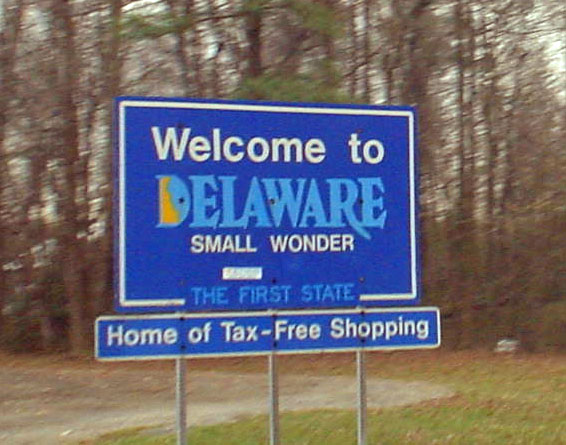 Welcome to
DELAWARE
SMALL WONDER
THE FIRST STATE
Home of Tax-Free Shopping